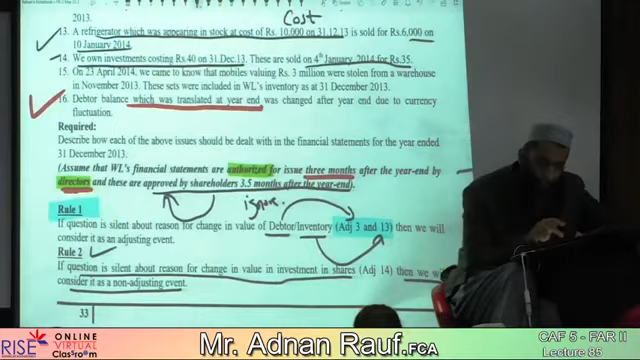 2013.
Cost
13. A refrigerator which was appearing in stock at cost of Rs. 10,000 on 31.12.13 is sold for Rs.6,000 on
10 January 2014.
14. We own investments costing Rs.40 on 31.Dec.13. These are sold on 4th January 2014 for Rs.35.
15. On 23 April 2014, we came to know that mobiles valuing Rs. 3 million were stolen from a warehouse
in November 2013. These sets were included in WL's inventory as at 31 December 2013.
16. Debtor balance which was translated at year end was changed after year end due to currency
fluctuation.
Required:
Describe how each of the above issues should be dealt with in the financial statements for the year ended
31 December 2013.
(Assume that WL's financial statements are authorized for issue three months after the year-end by
directors and these are approved by shareholders 3.5 months after the year-end).
ignore.
Rule 1
If question is silent about reason for change in value of Debtor/Inventory (Adj 3 and 13) then we will
consider it as an adjusting event.
Rule 2
If question is silent about reason for change in value in investment in shares (Adj 14) then we will
consider it as a non-adjusting event.
33
RISE
ONLINE
VIRTUAL
Classroom
Mr. Adnan Rauf.FCA
CAF 5 - FAR II
Lecture 85